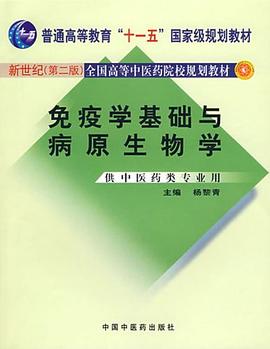 普通高等教育“十一五”国家级规划教材
新世纪(第二版)全国高等中医药院校规划教材
免疫学基础与
病原生物学
供中医药类专业用
主编 杨黎青
中国中医药出版社